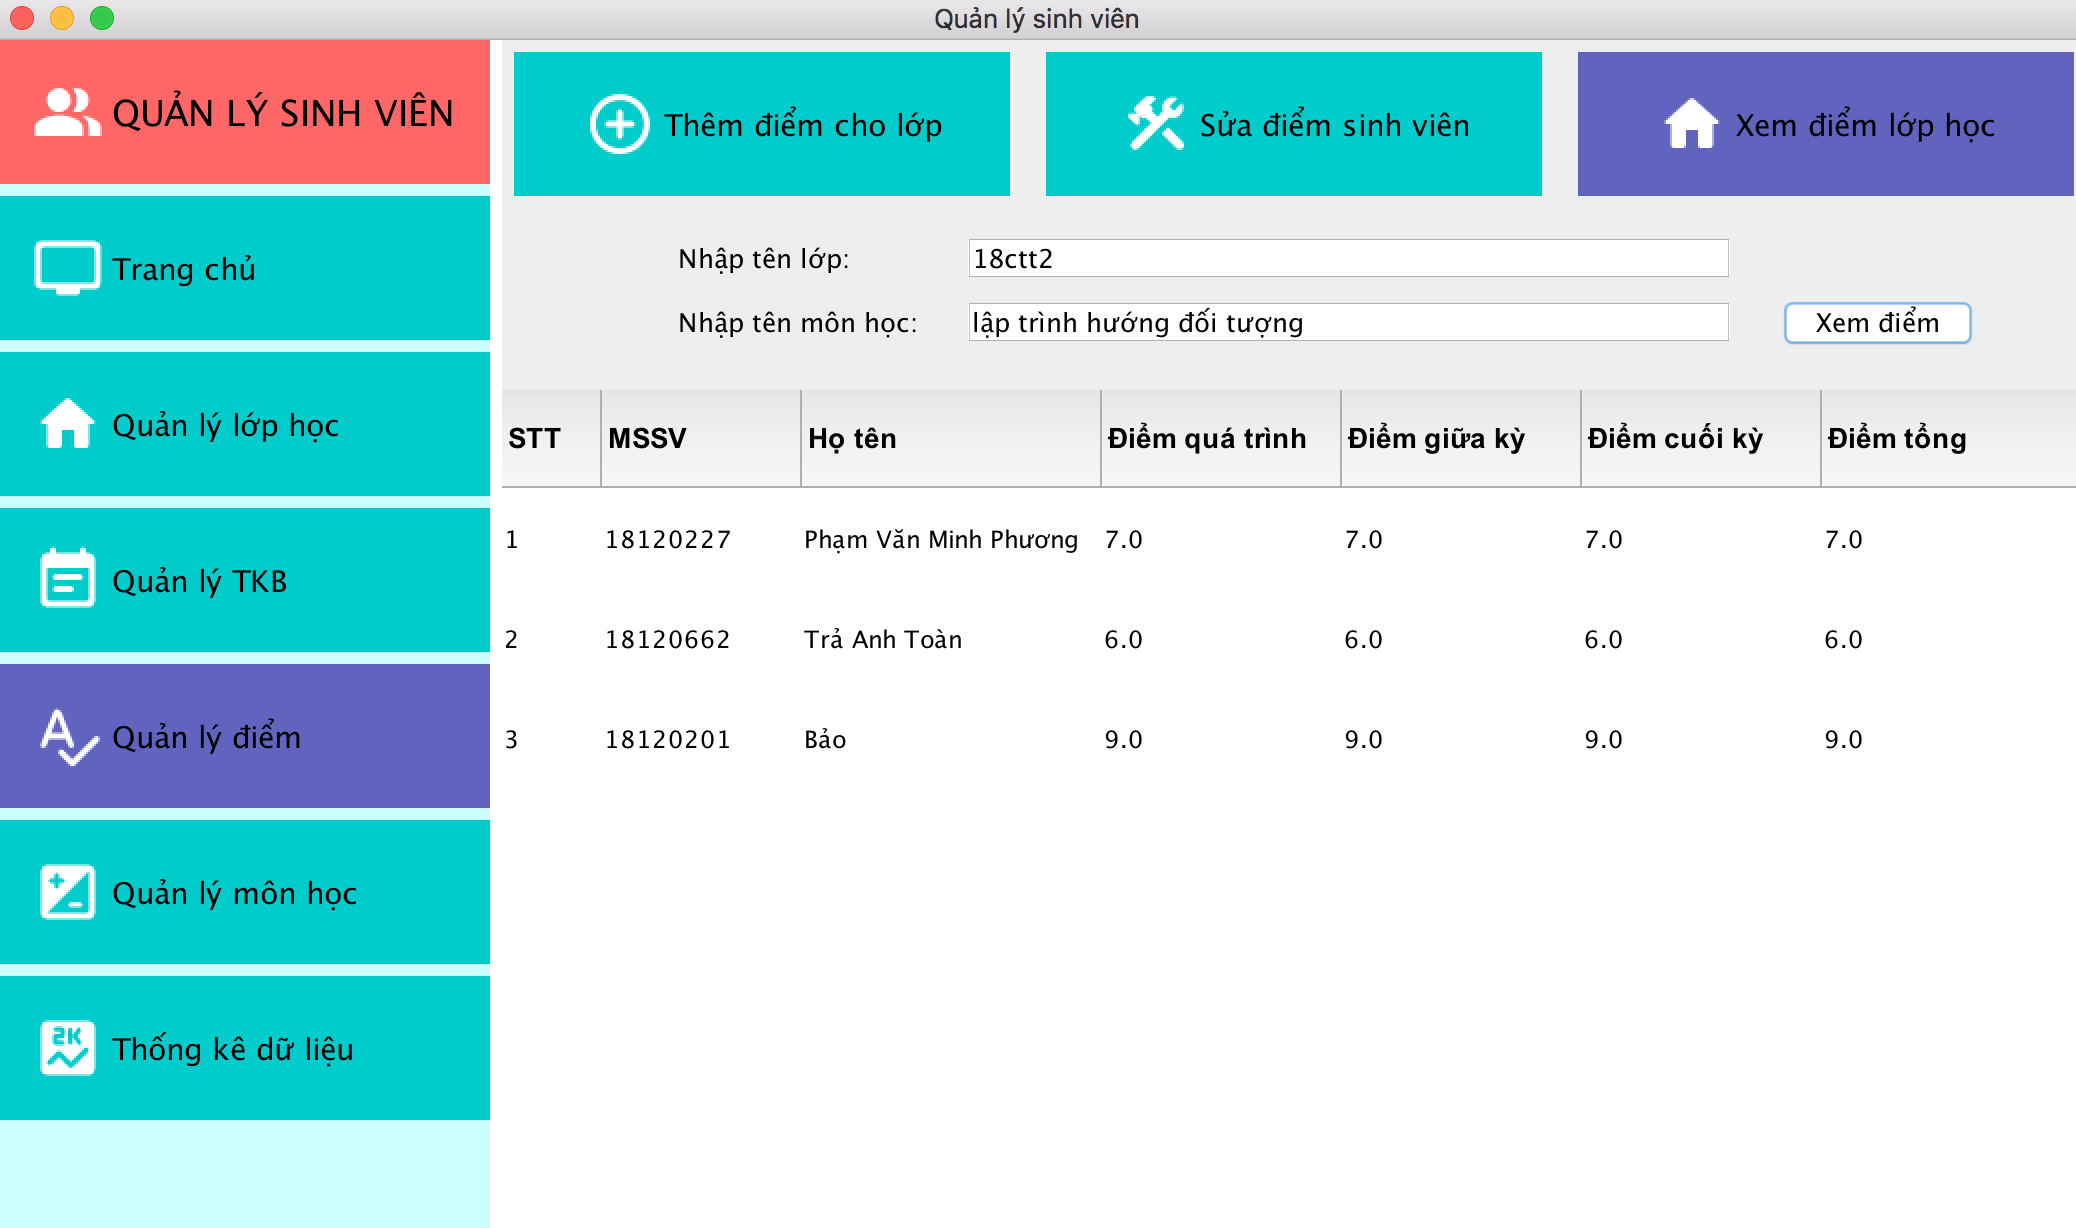 Quản lý sinh viên
QUẢN LÝ SINH VIÊN
Trang chủ
Quản lý lớp học
Quản lý TKB
Quản lý điểm
Quản lý môn học
2K
Thống kê dữ liệu
Thêm điểm cho lớp
Sửa điểm sinh viên
Xem điểm lớp học
Nhập tên lớp: 18ctt2
Nhập tên môn học: lập trình hướng đối tượng Xem điểm
STT MSSV Họ tên Điểm quá trình Điểm giữa kỳ Điểm cuối kỳ Điểm tổng
1 18120227 Phạm Văn Minh Phương 7.0 7.0 7.0 7.0
2 18120662 Trả Anh Toàn 6.0 6.0 6.0 6.0
3 18120201 Bảo 9.0 9.0 9.0 9.0